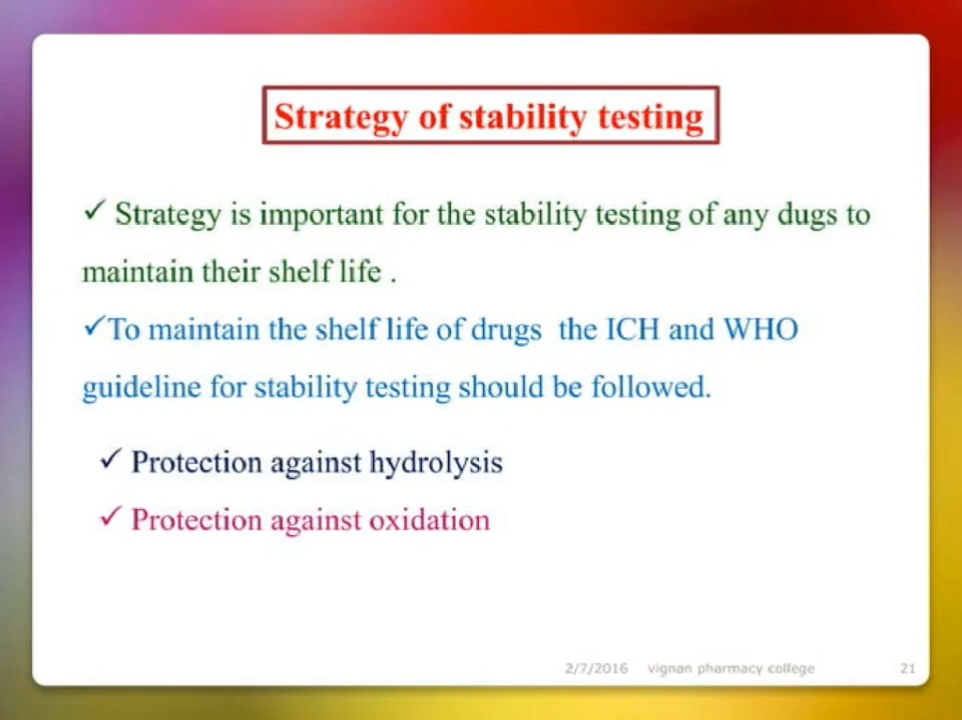 Strategy of stability testing
✓ Strategy is important for the stability testing of any dugs to
maintain their shelf life .
✓To maintain the shelf life of drugs the ICH and WHO
guideline for stability testing should be followed.
✓ Protection against hydrolysis
✓ Protection against oxidation
2/7/2016 vignan pharmacy college 21